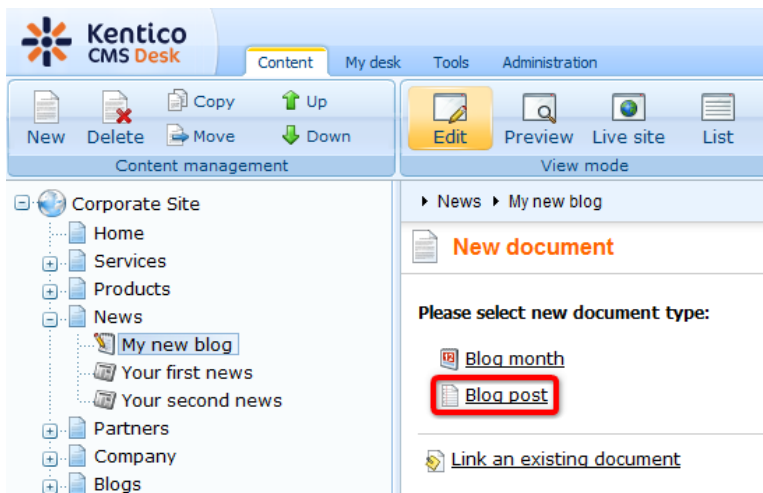 Kentico
CMS Desk
Content My desk Tools Administration
New Delete Copy Move Up Down
Content management
Edit Preview Live site List
View mode
Corporate Site
Home
Services
Products
News
My new blog
Your first news
Your second news
Partners
Company
Blogs
News My new blog
New document
Please select new document type:
Blog month
Blog post
Link an existing document